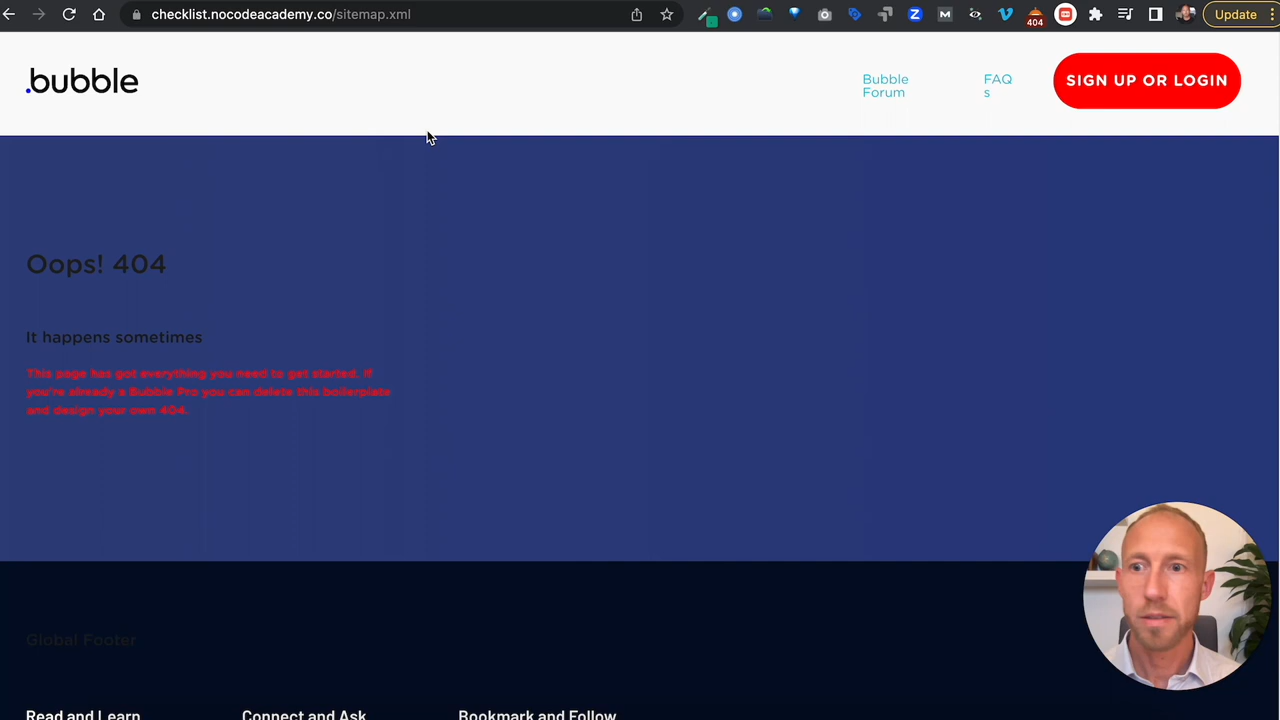 checklist.nocodeacademy.co/sitemap.xml
Z
M
404
Update
.bubble
Bubble
Forum
FAQ
s
SIGN UP OR LOGIN
Oops! 404
It happens sometimes
This page has got everything you need to get started. If
you're already a Bubble Pro you can delete this boilerplate
and design your own 404.
Global Footer
Read and Learn
Connect and Ask
Bookmark and Follow